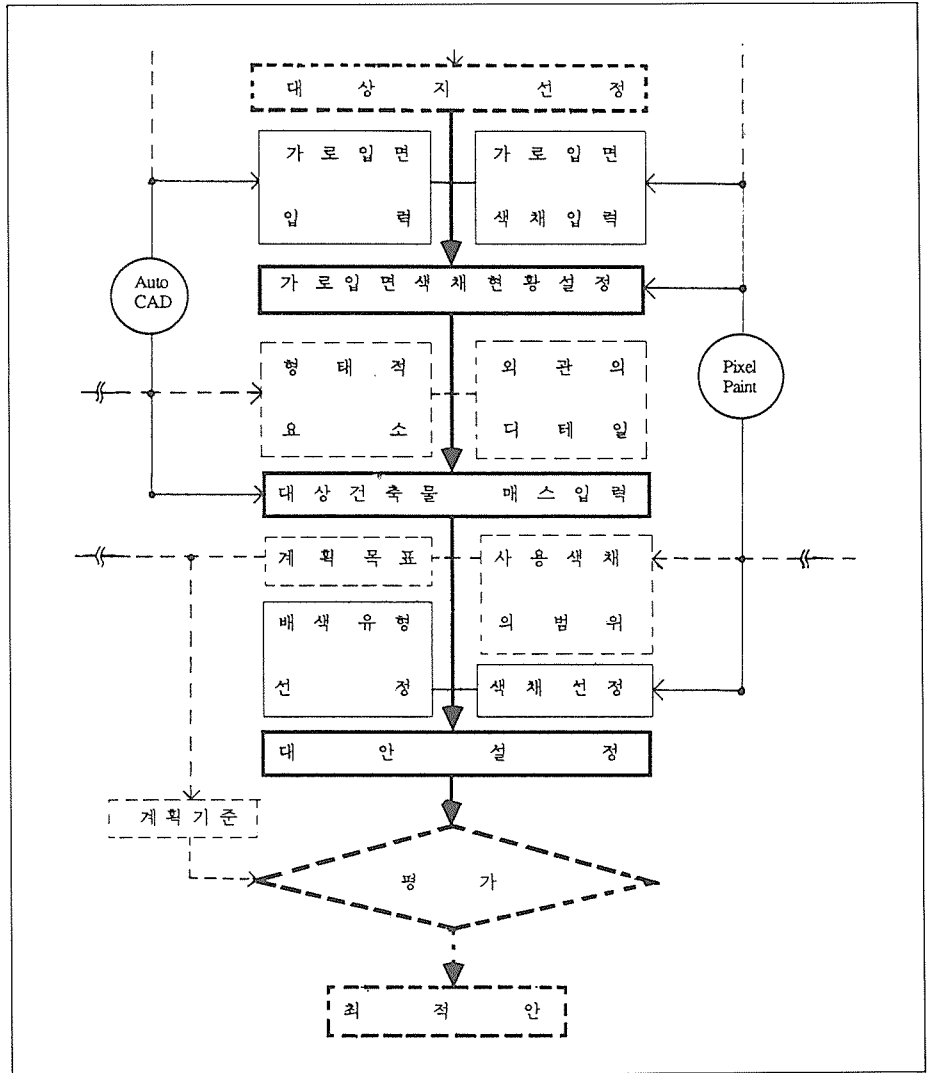 대 상 지 선 정
가 로 입 면
입 력
가 로 입 면
색 채 입 력
가 로 입 면 색 채 현 황 설 정
Auto
CAD
형 태 적
요 소
외 관 의
디 테 일
Pixel
Paint
대 상 건 축 물 매 스 입 력
계 획 목 표
사 용 색 채
의 범 위
배 색 유 형
선 정
색 채 선 정
대 안 설 정
계 획 기 준
평 가
최 적 안